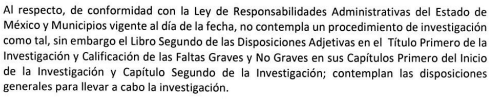 Al respecto, de conformidad con la Ley de Responsabilidades Administrativas del Estado de
México y Municipios vigente al día de la fecha, no contempla un procedimiento de investigación
como tal, sin embargo el Libro Segundo de las Disposiciones Adjetivas en el Título Primero de la
Investigación y Calificación de las Faltas Graves y No Graves en sus Capítulos Primero del Inicio
de la Investigación y Capítulo Segundo de la Investigación; contemplan las disposiciones
generales para llevar a cabo la investigación.